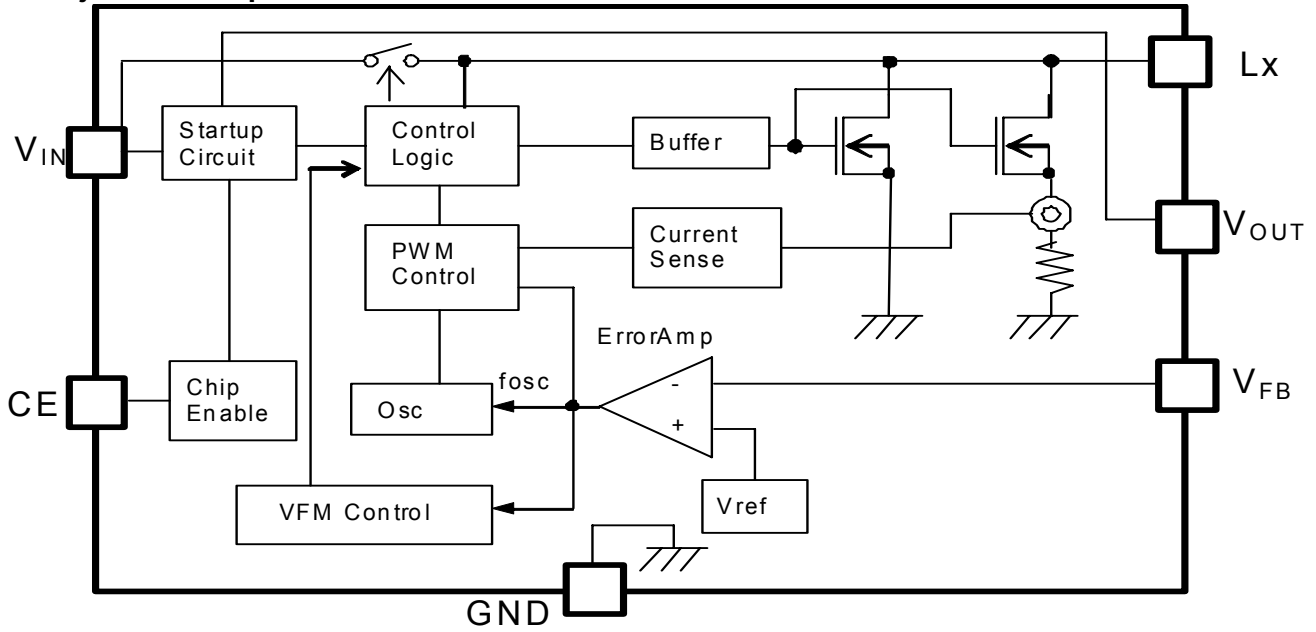 Lx
VIN
Startup
Circuit
Control
Logic
Buffer
VOUT
PWM
Control
Current
Sense
ErrorAmp
CE
Chip
Enable
Osc
fosc
-
+
VFB
VFM Control
Vref
GND